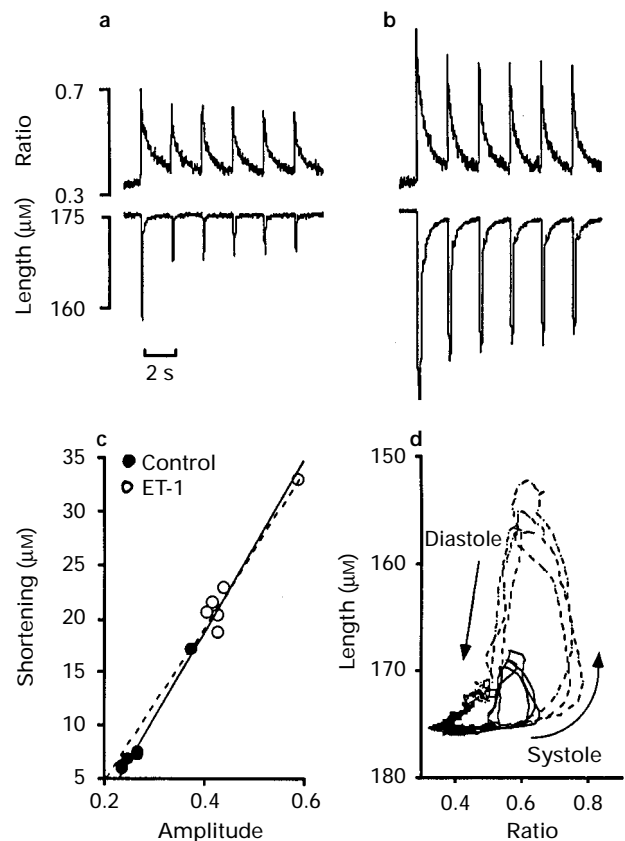 a
b
0.7
Ratio
0.3
175
Length (μM)
160
2 s
c
Control
ET-1
35
30
25
20
15
10
5
Shortening (μM)
0.2
0.4
0.6
Amplitude
d
150
160
170
180
Length (μM)
Diastole
Systole
0.4
0.6
0.8
Ratio